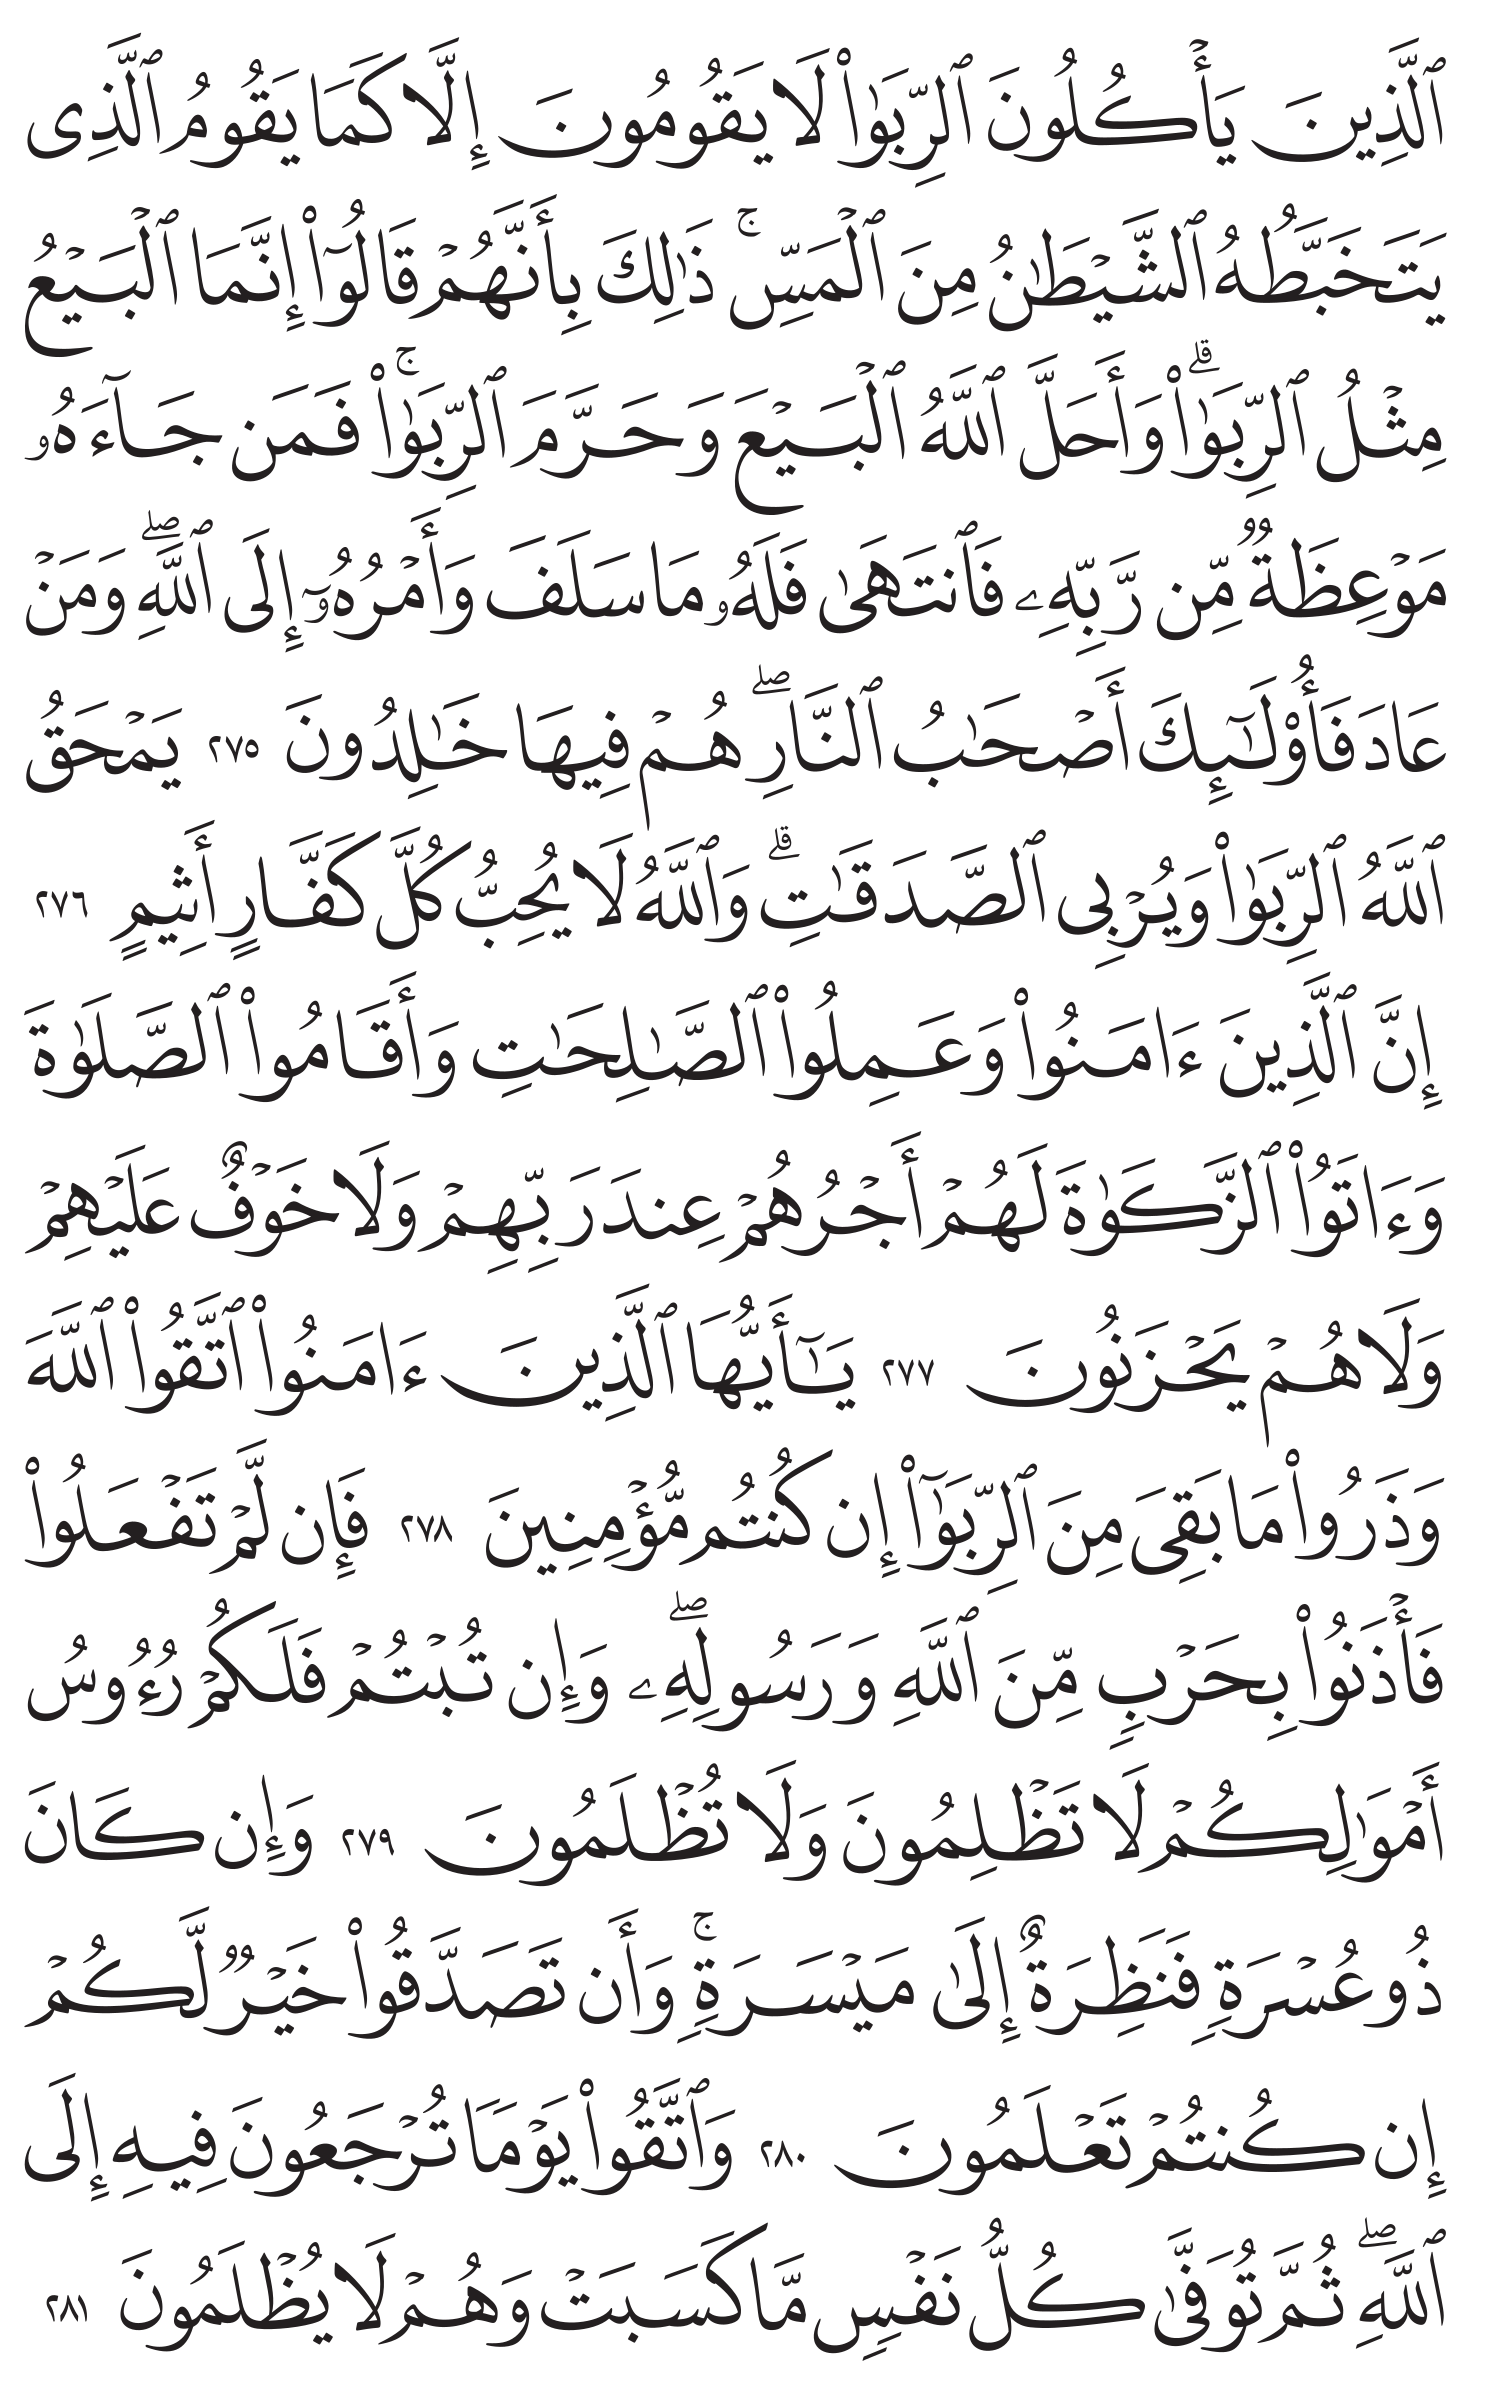 ٱلَّذِينَ يَأۡكُلُونَ ٱلرِّبَوٰاْ لَا يَقُومُونَ إِلَّا كَمَا يَقُومُ ٱلَّذِى
يَتَخَبَّطُهُ ٱلشَّيۡطَٰنُ مِنَ ٱلۡمَسِّۚ ذَٰلِكَ بِأَنَّهُمۡ قَالُوٓاْ إِنَّمَا ٱلۡبَيۡعُ
مِثۡلُ ٱلرِّبَوٰاْۗ وَأَحَلَّ ٱللَّهُ ٱلۡبَيۡعَ وَحَرَّمَ ٱلرِّبَوٰاْۚ فَمَن جَآءَهُۥ
مَوۡعِظَةٞ مِّن رَّبِّهِۦ فَٱنتَهَىٰ فَلَهُۥ مَا سَلَفَ وَأَمۡرُهُۥٓ إِلَى ٱللَّهِۖ وَمَنۡ
عَادَ فَأُوْلَٰٓئِكَ أَصۡحَٰبُ ٱلنَّارِۖ هُمۡ فِيهَا خَٰلِدُونَ ٢٧٥ يَمۡحَقُ
ٱللَّهُ ٱلرِّبَوٰاْ وَيُرۡبِى ٱلصَّدَقَٰتِۗ وَٱللَّهُ لَا يُحِبُّ كُلَّ كَفَّارٍ أَثِيمٍ ٢٧٦
إِنَّ ٱلَّذِينَ ءَامَنُواْ وَعَمِلُواْ ٱلصَّٰلِحَٰتِ وَأَقَامُواْ ٱلصَّلَوٰةَ
وَءَاتَوُاْ ٱلزَّكَوٰةَ لَهُمۡ أَجۡرُهُمۡ عِندَ رَبِّهِمۡ وَلَا خَوۡفٌ عَلَيۡهِمۡ
وَلَا هُمۡ يَحۡزَنُونَ ٢٧٧ يَٰٓأَيُّهَا ٱلَّذِينَ ءَامَنُواْ ٱتَّقُواْ ٱللَّهَ
وَذَرُواْ مَا بَقِىَ مِنَ ٱلرِّبَوٰٓاْ إِن كُنتُم مُّؤۡمِنِينَ ٢٧٨ فَإِن لَّمۡ تَفۡعَلُواْ
فَأۡذَنُواْ بِحَرۡبٖ مِّنَ ٱللَّهِ وَرَسُولِهِۦۖ وَإِن تُبۡتُمۡ فَلَكُمۡ رُءُوسُ
أَمۡوَٰلِكُمۡ لَا تَظۡلِمُونَ وَلَا تُظۡلَمُونَ ٢٧٩ وَإِن كَانَ
ذُو عُسۡرَةٖ فَنَظِرَةٌ إِلَىٰ مَيۡسَرَةٖۚ وَأَن تَصَدَّقُواْ خَيۡرٞ لَّكُمۡ
إِن كُنتُمۡ تَعۡلَمُونَ ٢٨٠ وَٱتَّقُواْ يَوۡمٗا تُرۡجَعُونَ فِيهِ إِلَى
ٱللَّهِۖ ثُمَّ تُوَفَّىٰ كُلُّ نَفۡسٖ مَّا كَسَبَتۡ وَهُمۡ لَا يُظۡلَمُونَ ٢٨١